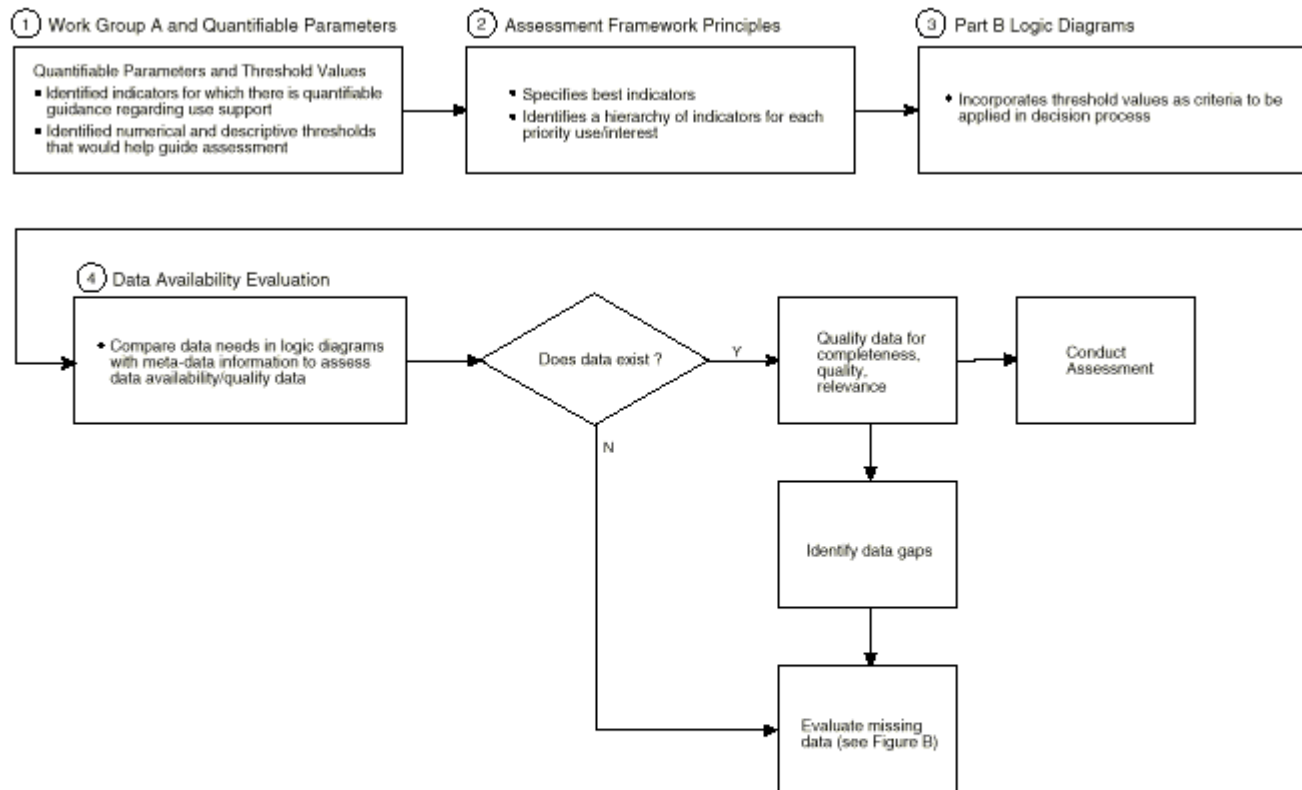 1 Work Group A and Quantifiable Parameters
Quantifiable Parameters and Threshold Values
▪ Identified indicators for which there is quantifiable
guidance regarding use support
▪ Identified numerical and descriptive thresholds
that would help guide assessment
2 Assessment Framework Principles
▪ Specifies best indicators
▪ Identifies a hierarchy of indicators for each
priority use/interest
3 Part B Logic Diagrams
• Incorporates threshold values as criteria to be
applied in decision process
4 Data Availability Evaluation
• Compare data needs in logic diagrams
with meta-data information to assess
data availability/qualify data
Does data exist ?
Y
N
Qualify data for
completeness,
quality,
relevance
Conduct
Assessment
Identify data gaps
Evaluate missing
data (see Figure B)